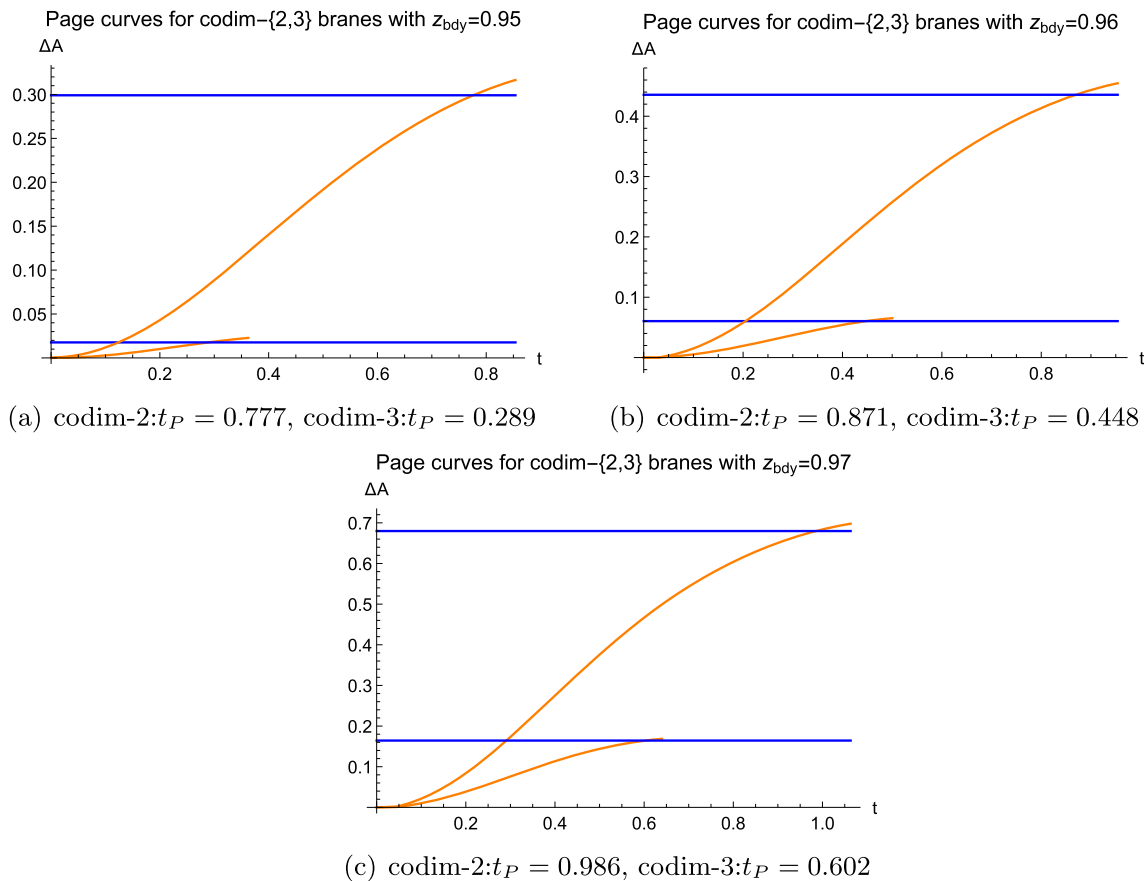 Page curves for codim−{2,3} branes with z_bdy=0.95
ΔA
0.30
0.25
0.20
0.15
0.10
0.05
0.2 0.4 0.6 0.8 t
(a) codim-2:t_P = 0.777, codim-3:t_P = 0.289
Page curves for codim−{2,3} branes with z_bdy=0.96
ΔA
0.4
0.3
0.2
0.1
0.2 0.4 0.6 0.8 t
(b) codim-2:t_P = 0.871, codim-3:t_P = 0.448
Page curves for codim−{2,3} branes with z_bdy=0.97
ΔA
0.7
0.6
0.5
0.4
0.3
0.2
0.1
0.2 0.4 0.6 0.8 1.0 t
(c) codim-2:t_P = 0.986, codim-3:t_P = 0.602